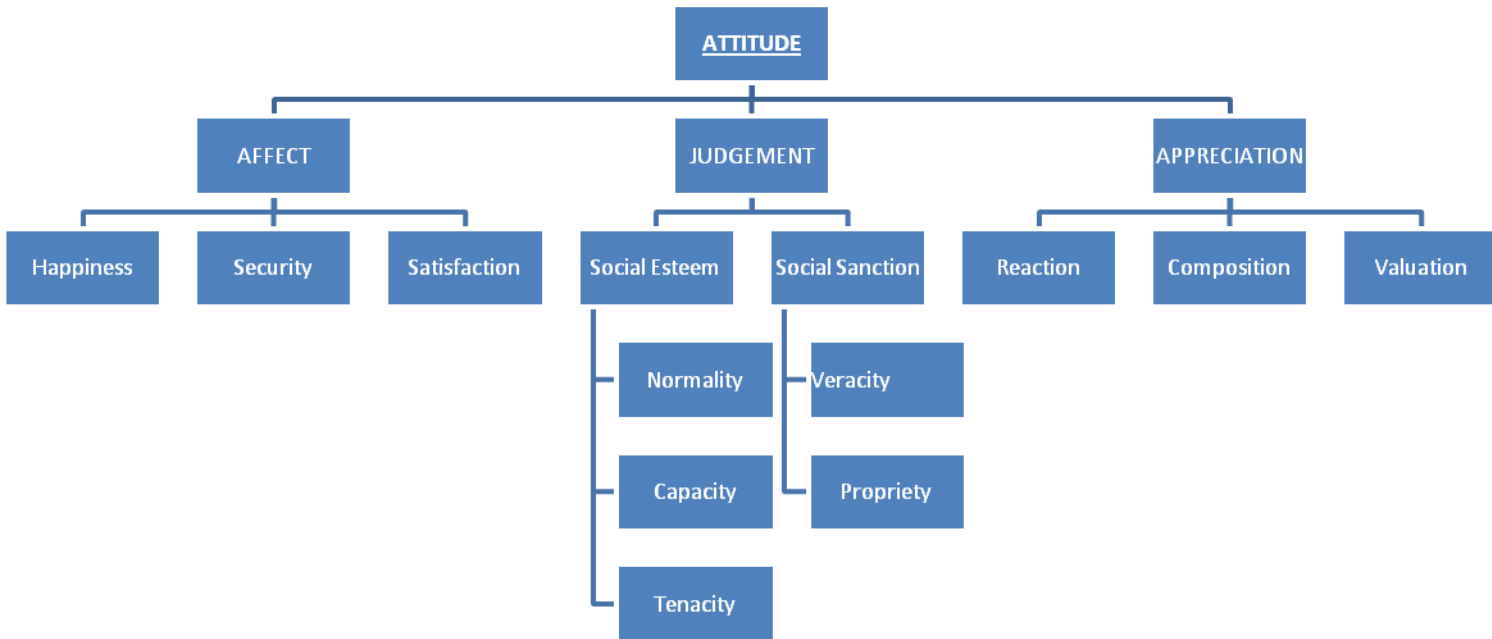 ATTITUDE
AFFECT
JUDGEMENT
APPRECIATION
Happiness
Security
Satisfaction
Social Esteem
Social Sanction
Reaction
Composition
Valuation
Normality
Veracity
Capacity
Propriety
Tenacity